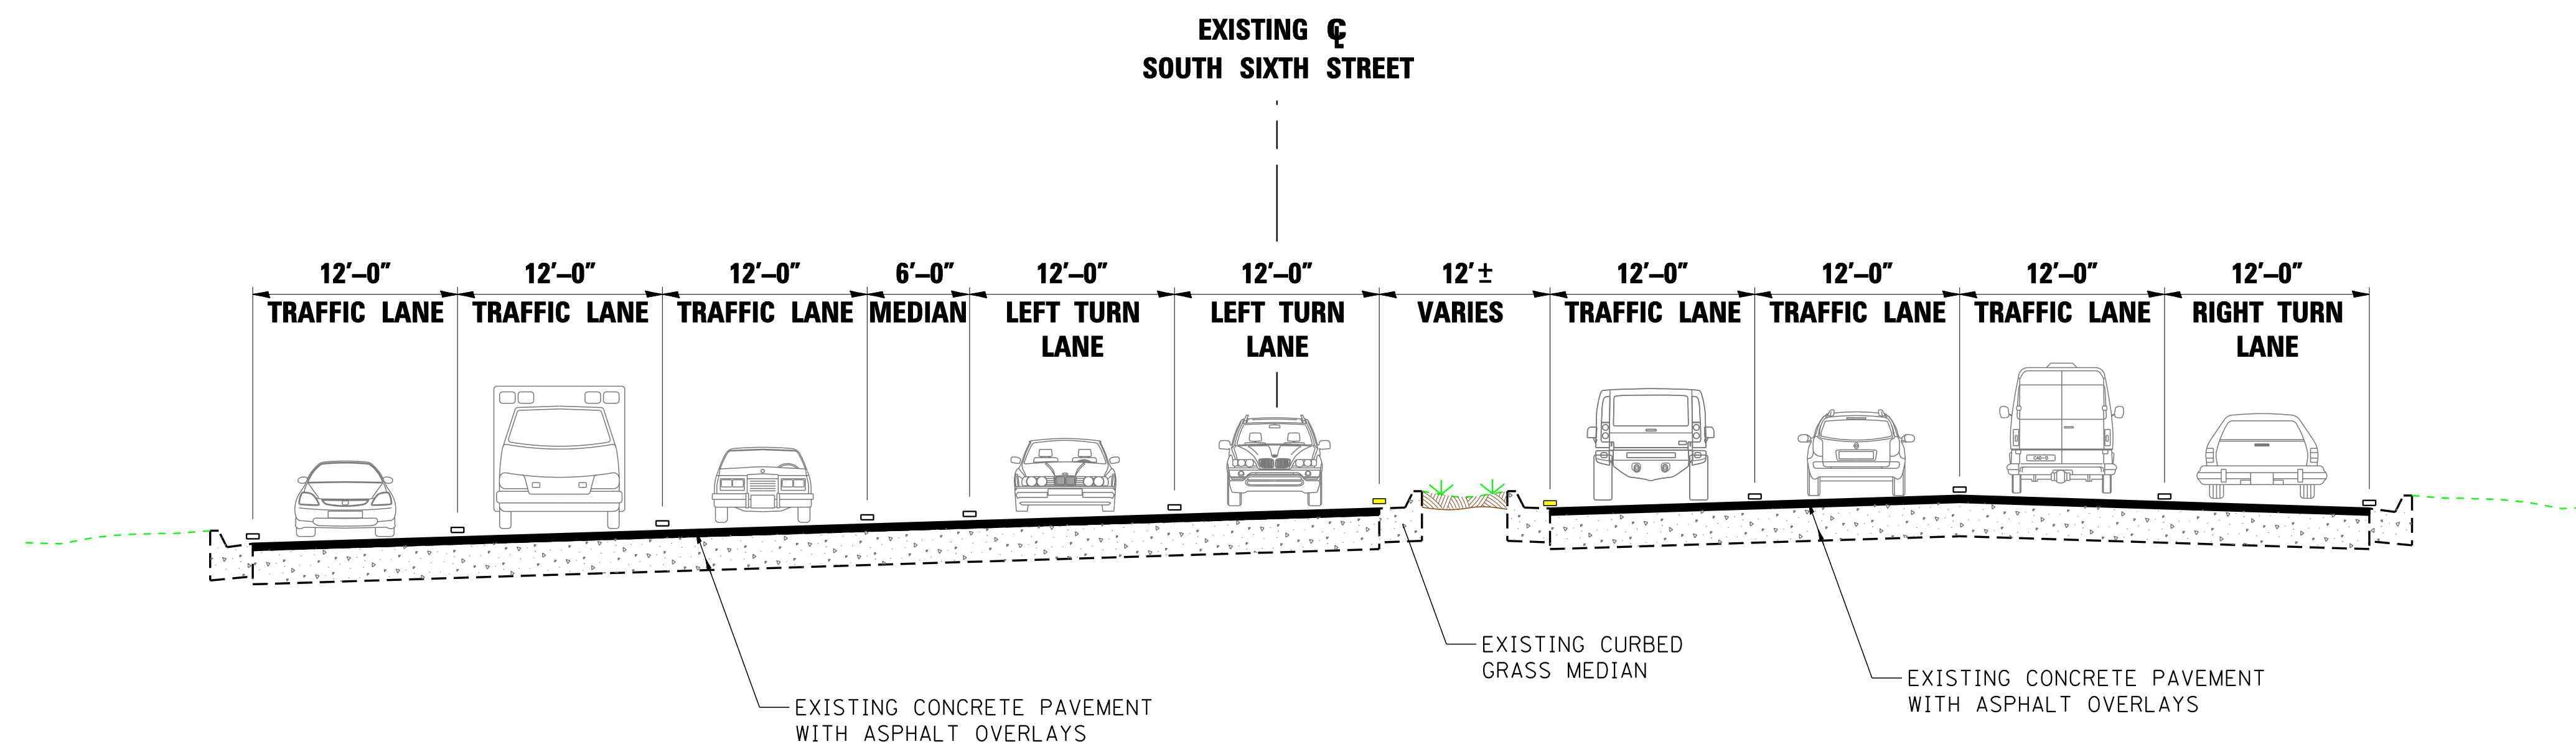 EXISTING ℄
SOUTH SIXTH STREET
12'–0" 12'–0" 12'–0" 6'–0" 12'–0" 12'–0" 12'± 12'–0" 12'–0" 12'–0" 12'–0"
TRAFFIC LANE TRAFFIC LANE TRAFFIC LANE MEDIAN LEFT TURN LEFT TURN VARIES TRAFFIC LANE TRAFFIC LANE TRAFFIC LANE RIGHT TURN
LANE LANE LANE
CAD-D
EXISTING CURBED
GRASS MEDIAN
EXISTING CONCRETE PAVEMENT
WITH ASPHALT OVERLAYS
EXISTING CONCRETE PAVEMENT
WITH ASPHALT OVERLAYS